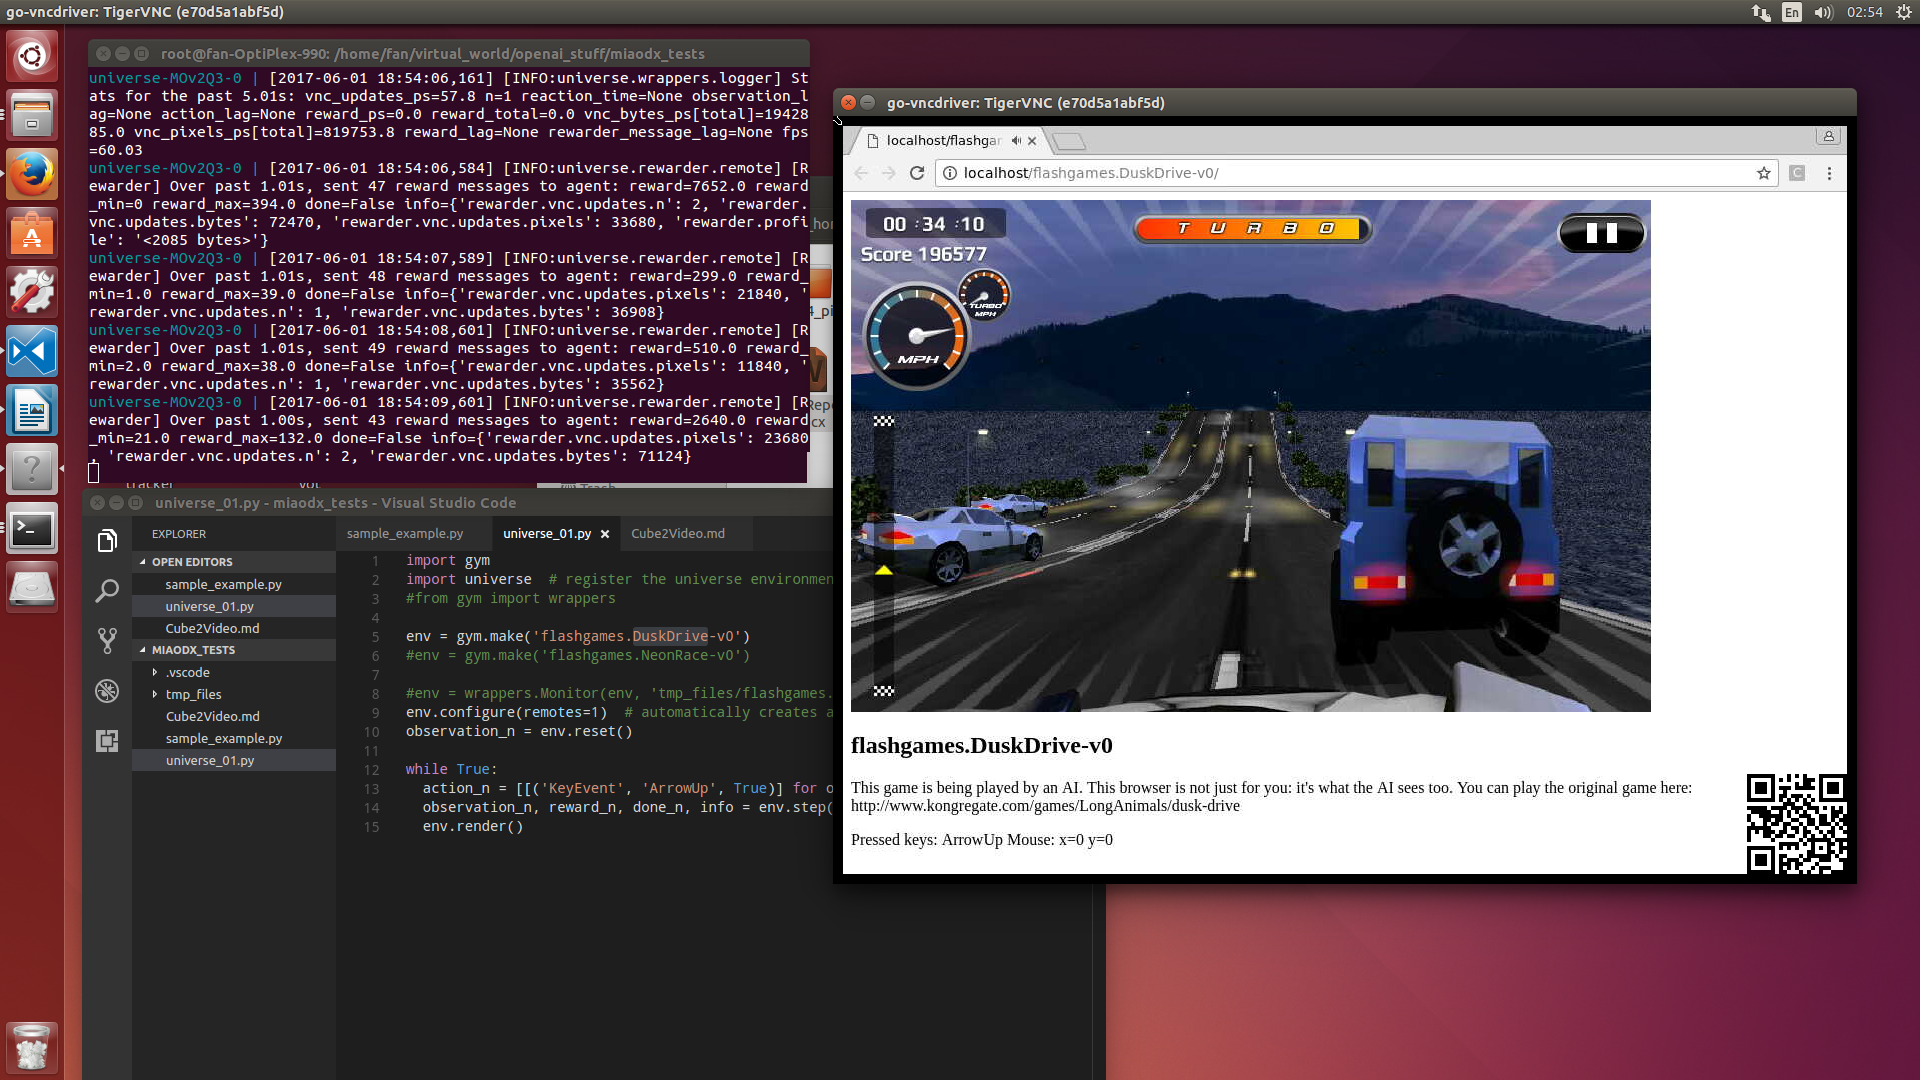 go-vncdriver: TigerVNC (e70d5a1abf5d)
En
02:54
root@fan-OptiPlex-990: /home/fan/virtual_world/openai_stuff/miaodx_tests
universe-MOv2Q3-0 | [2017-06-01 18:54:06,161] [INFO:universe.wrappers.logger] St
ats for the past 5.01s: vnc_updates_ps=57.8 n=1 reaction_time=None observation_l
ag=None action_lag=None reward_ps=0.0 reward_total=0.0 vnc_bytes_ps[total]=19428
85.0 vnc_pixels_ps[total]=819753.8 reward_lag=None rewarder_message_lag=None fps
=60.03
universe-MOv2Q3-0 | [2017-06-01 18:54:06,584] [INFO:universe.rewarder.remote] [R
ewarder] Over past 1.01s, sent 47 reward messages to agent: reward=7652.0 reward
_min=0 reward_max=394.0 done=False info={'rewarder.vnc.updates.n': 2, 'rewarder.
vnc.updates.bytes': 72470, 'rewarder.vnc.updates.pixels': 33680, 'rewarder.profi
le': '<2085 bytes>'}
universe-MOv2Q3-0 | [2017-06-01 18:54:07,589] [INFO:universe.rewarder.remote] [R
ewarder] Over past 1.01s, sent 48 reward messages to agent: reward=299.0 reward_
min=1.0 reward_max=39.0 done=False info={'rewarder.vnc.updates.pixels': 21840, '
rewarder.vnc.updates.n': 1, 'rewarder.vnc.updates.bytes': 36908}
universe-MOv2Q3-0 | [2017-06-01 18:54:08,601] [INFO:universe.rewarder.remote] [R
ewarder] Over past 1.01s, sent 49 reward messages to agent: reward=510.0 reward_
min=2.0 reward_max=38.0 done=False info={'rewarder.vnc.updates.pixels': 11840, '
rewarder.vnc.updates.n': 1, 'rewarder.vnc.updates.bytes': 35562}
universe-MOv2Q3-0 | [2017-06-01 18:54:09,601] [INFO:universe.rewarder.remote] [R
ewarder] Over past 1.00s, sent 43 reward messages to agent: reward=2640.0 reward
_min=21.0 reward_max=132.0 done=False info={'rewarder.vnc.updates.pixels': 23680
, 'rewarder.vnc.updates.n': 2, 'rewarder.vnc.updates.bytes': 71124}
universe_01.py - miaodx_tests - Visual Studio Code
EXPLORER
OPEN EDITORS
sample_example.py
universe_01.py
Cube2Video.md
MIAODX_TESTS
.vscode
tmp_files
Cube2Video.md
sample_example.py
universe_01.py
sample_example.py
universe_01.py
Cube2Video.md
1 import gym
2 import universe # register the universe environmen
3 #from gym import wrappers
4
5 env = gym.make('flashgames.DuskDrive-v0')
6 #env = gym.make('flashgames.NeonRace-v0')
7
8 #env = wrappers.Monitor(env, 'tmp_files/flashgames.
9 env.configure(remotes=1) # automatically creates a
10 observation_n = env.reset()
11
12 while True:
13 action_n = [[('KeyEvent', 'ArrowUp', True)] for o
14 observation_n, reward_n, done_n, info = env.step(
15 env.render()
go-vncdriver: TigerVNC (e70d5a1abf5d)
localhost/flashgar
localhost/flashgames.DuskDrive-v0/
C
00 :34 :10
TURBO
Score 196577
TURBO
MPH
MPH
flashgames.DuskDrive-v0
This game is being played by an AI. This browser is not just for you: it's what the AI sees too. You can play the original game here:
http://www.kongregate.com/games/LongAnimals/dusk-drive
Pressed keys: ArrowUp Mouse: x=0 y=0